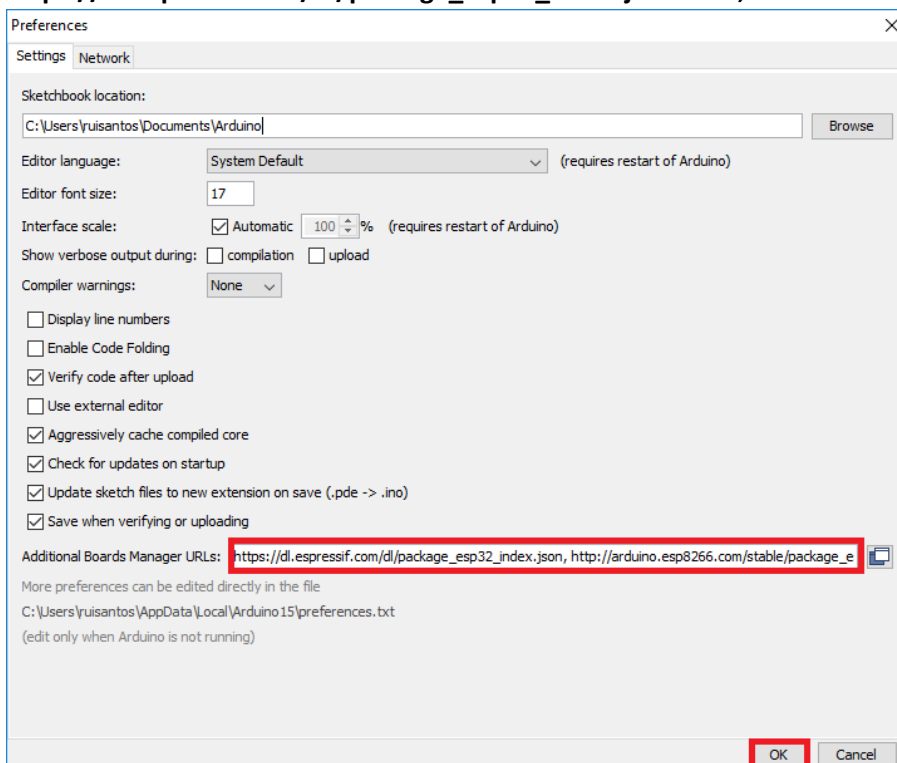 Preferences
Settings Network
Sketchbook location:
C:\Users\ruisantos\Documents\Arduino Browse
Editor language: System Default (requires restart of Arduino)
Editor font size: 17
Interface scale: Automatic 100 % (requires restart of Arduino)
Show verbose output during: compilation upload
Compiler warnings: None
Display line numbers
Enable Code Folding
Verify code after upload
Use external editor
Aggressively cache compiled core
Check for updates on startup
Update sketch files to new extension on save (.pde -> .ino)
Save when verifying or uploading
Additional Boards Manager URLs: https://dl.espressif.com/dl/package_esp32_index.json, http://arduino.esp8266.com/stable/package_e
More preferences can be edited directly in the file
C:\Users\ruisantos\AppData\Local\Arduino15\preferences.txt
(edit only when Arduino is not running)
OK Cancel